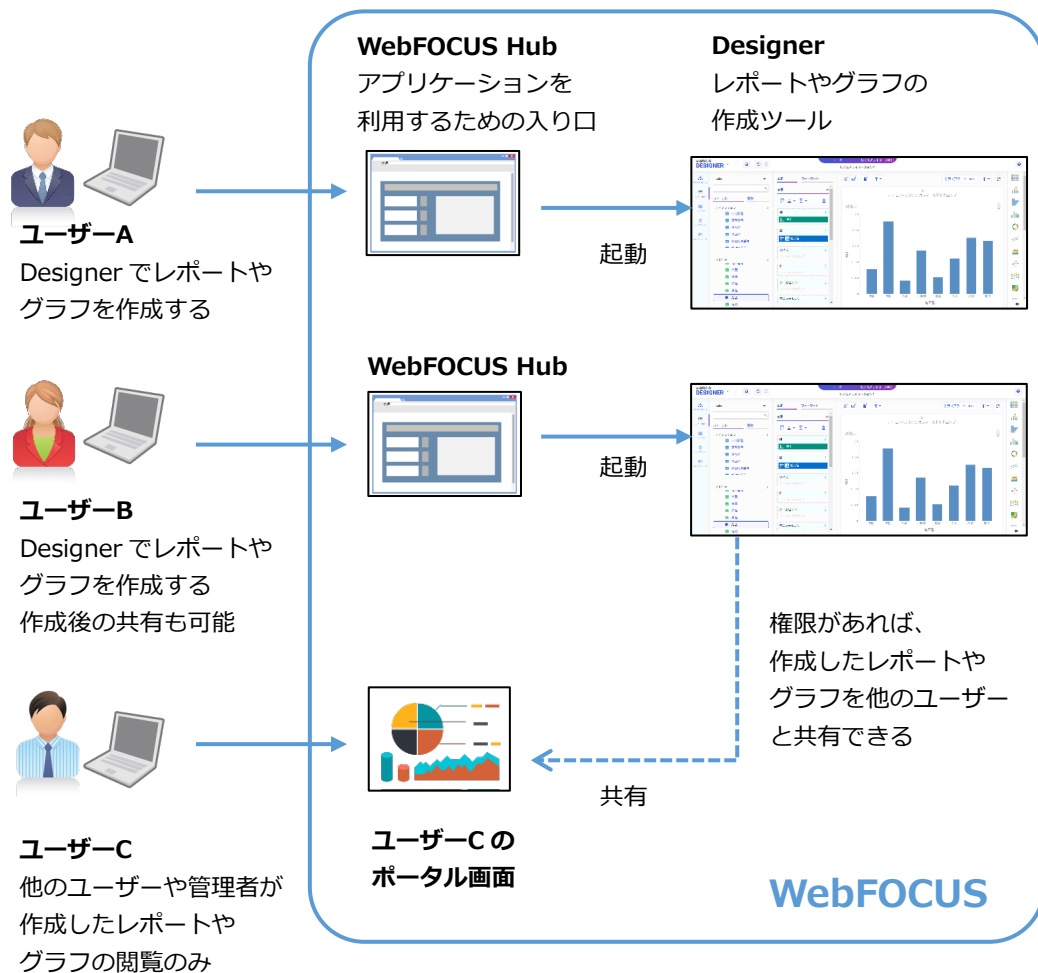 WebFOCUS Hub
アプリケーションを
利用するための入り口
Designer
レポートやグラフの
作成ツール
DESIGNER
起動
ユーザーA
Designer でレポートや
グラフを作成する
WebFOCUS Hub
DESIGNER
起動
ユーザーB
Designer でレポートや
グラフを作成する
作成後の共有も可能
権限があれば、
作成したレポートや
グラフを他のユーザー
と共有できる
共有
ユーザーC
他のユーザーや管理者が
作成したレポートや
グラフの閲覧のみ
ユーザーC の
ポータル画面
WebFOCUS